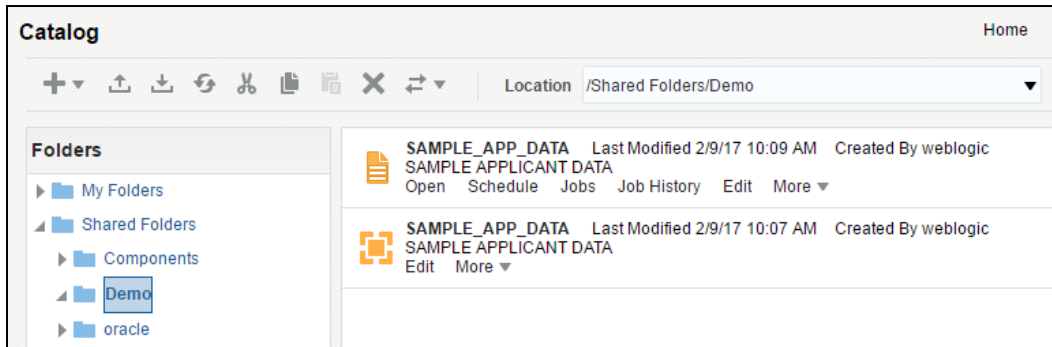 Catalog
Home
Location /Shared Folders/Demo
Folders
My Folders
Shared Folders
Components
Demo
oracle
SAMPLE_APP_DATA Last Modified 2/9/17 10:09 AM Created By weblogic
SAMPLE APPLICANT DATA
Open Schedule Jobs Job History Edit More
SAMPLE_APP_DATA Last Modified 2/9/17 10:07 AM Created By weblogic
SAMPLE APPLICANT DATA
Edit More